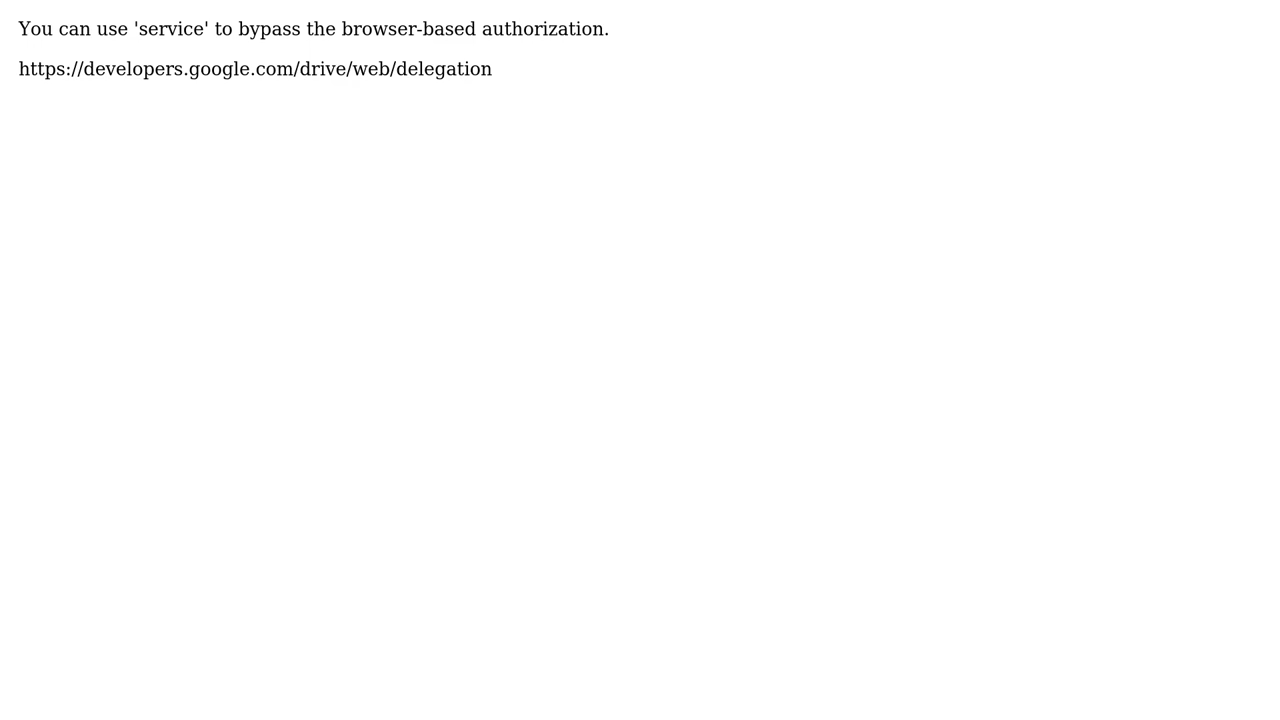 You can use 'service' to bypass the browser-based authorization.
https://developers.google.com/drive/web/delegation